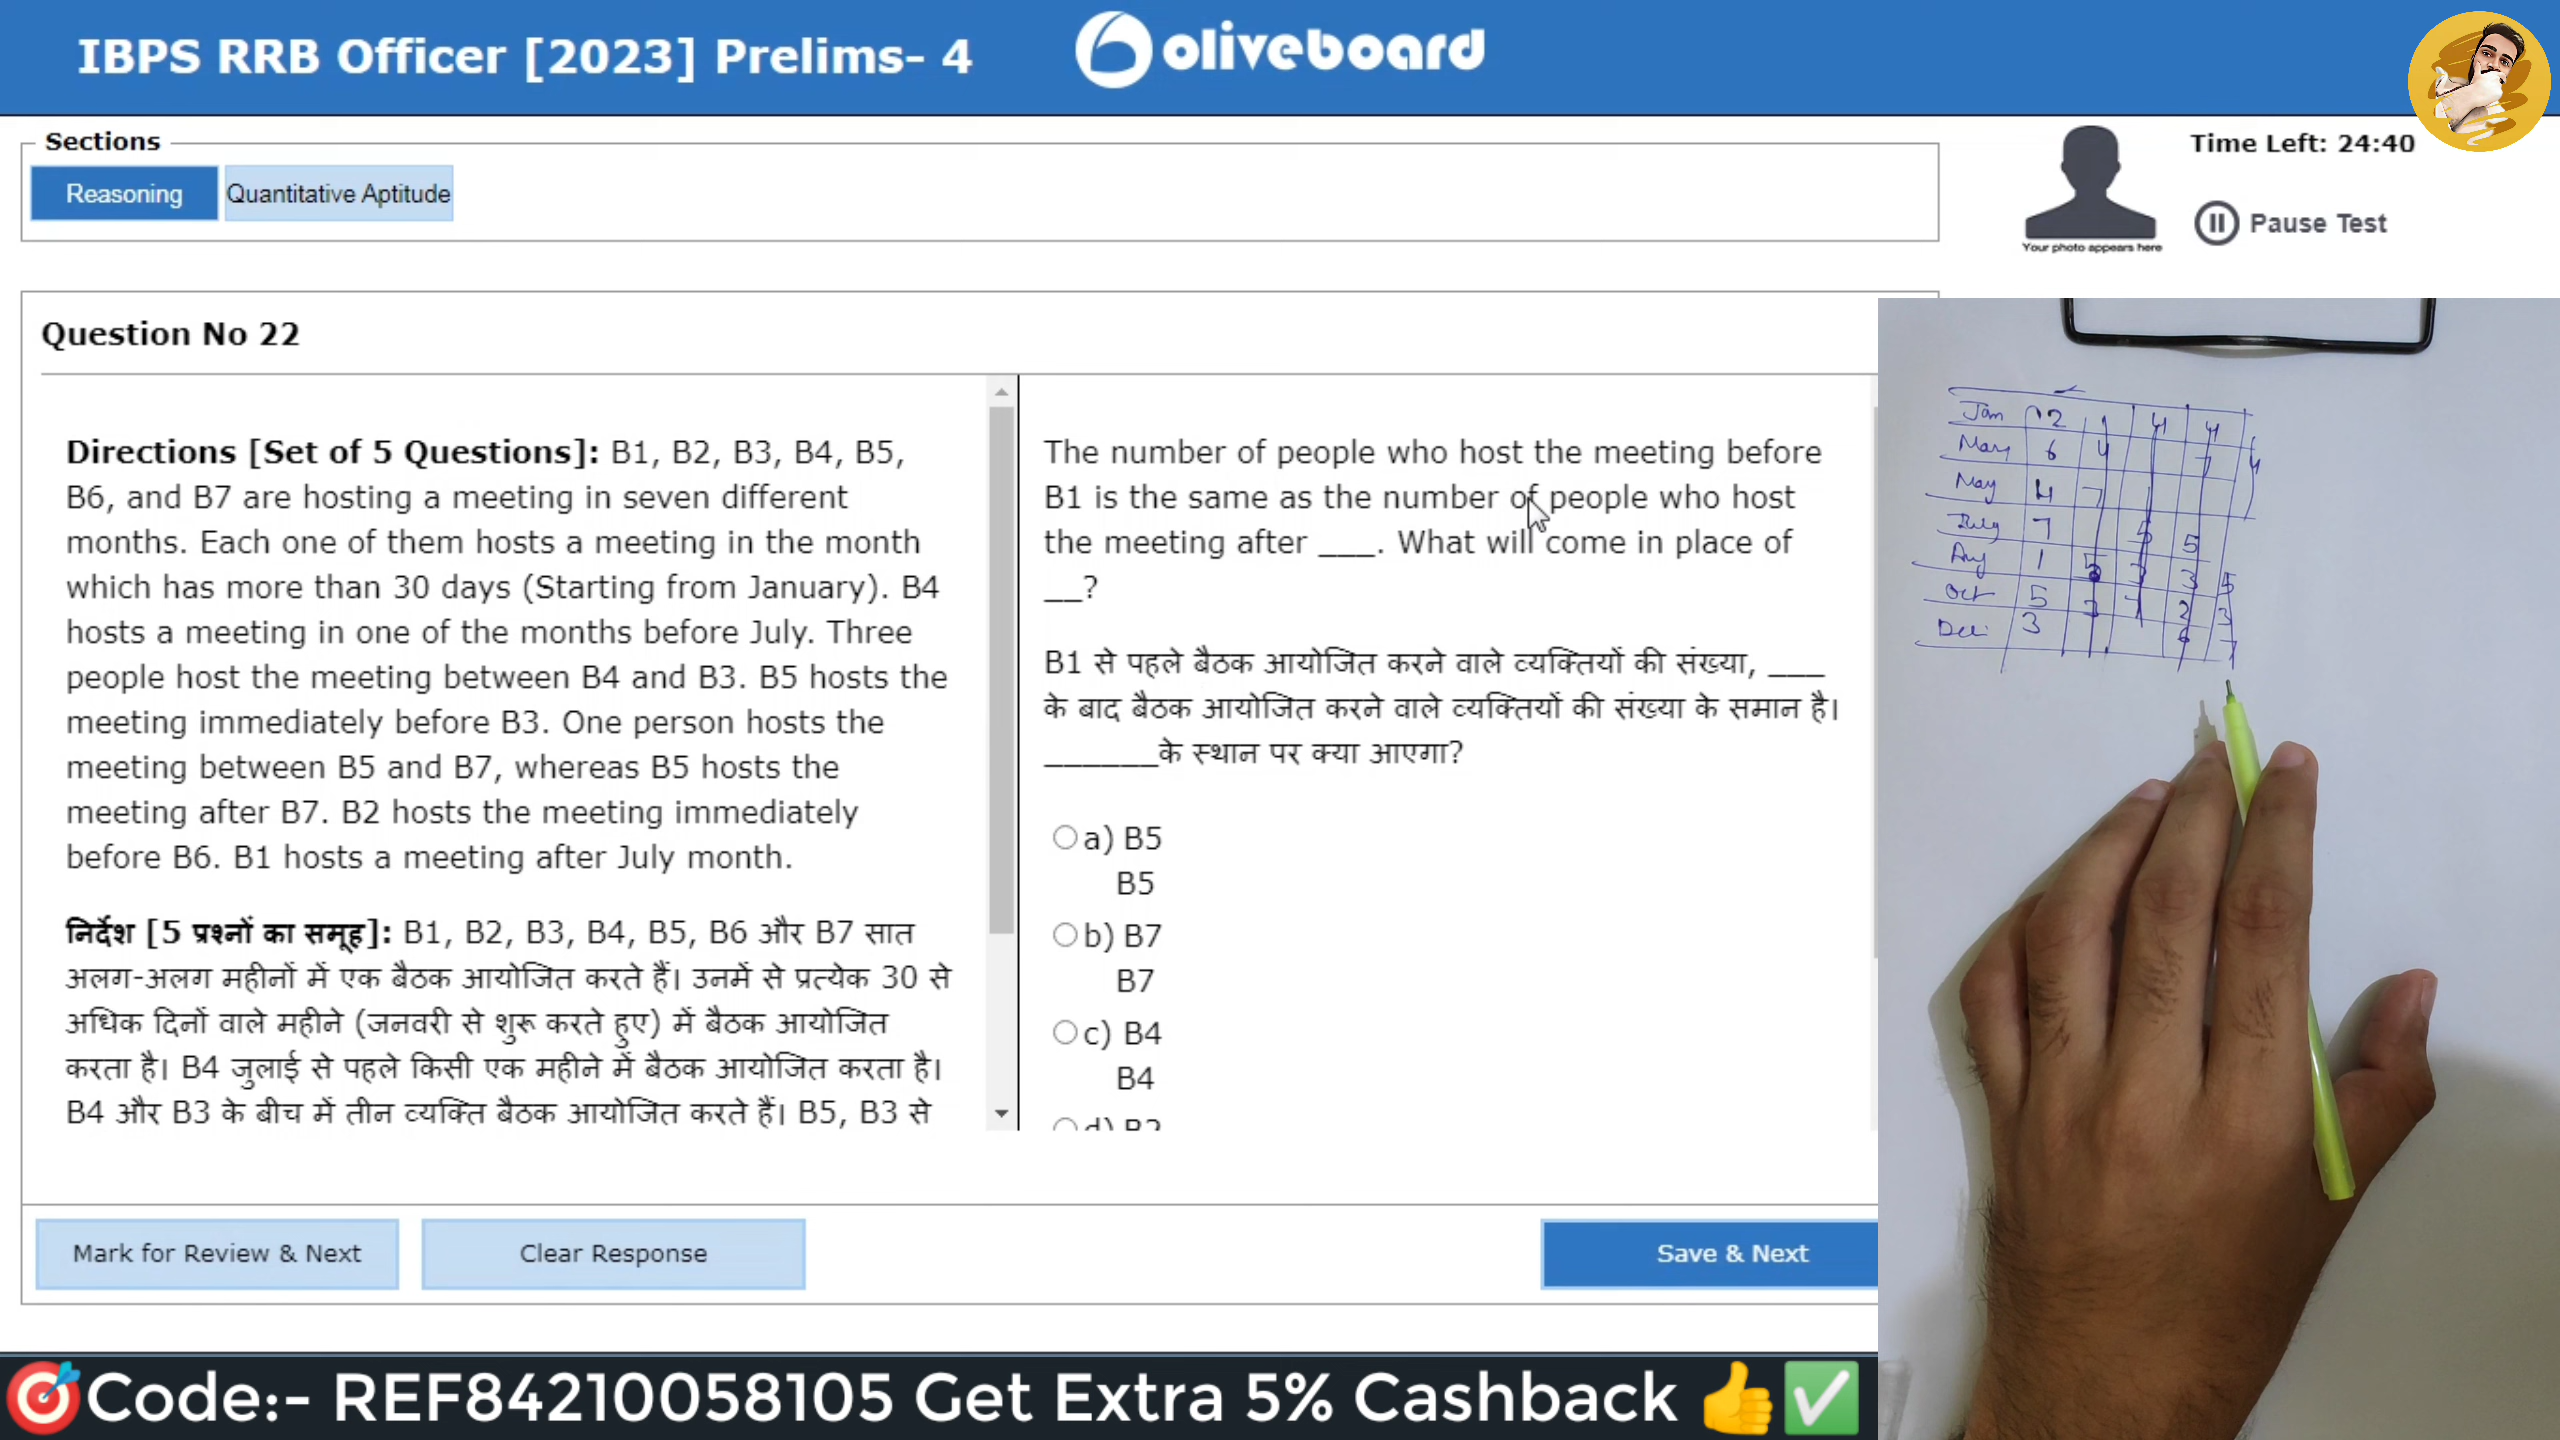 IBPS RRB Officer [2023] Prelims- 4
oliveboard
Sections
Reasoning
Quantitative Aptitude
Your photo appears here
Time Left: 24:40
Pause Test
Question No 22
Directions [Set of 5 Questions]: B1, B2, B3, B4, B5,
B6, and B7 are hosting a meeting in seven different
months. Each one of them hosts a meeting in the month
which has more than 30 days (Starting from January). B4
hosts a meeting in one of the months before July. Three
people host the meeting between B4 and B3. B5 hosts the
meeting immediately before B3. One person hosts the
meeting between B5 and B7, whereas B5 hosts the
meeting after B7. B2 hosts the meeting immediately
before B6. B1 hosts a meeting after July month.
निर्देश [5 प्रश्नों का समूह]: B1, B2, B3, B4, B5, B6 और B7 सात
अलग-अलग महीनों में एक बैठक आयोजित करते हैं। उनमें से प्रत्येक 30 से
अधिक दिनों वाले महीने (जनवरी से शुरू करते हुए) में बैठक आयोजित
करता है। B4 जुलाई से पहले किसी एक महीने में बैठक आयोजित करता है।
B4 और B3 के बीच में तीन व्यक्ति बैठक आयोजित करते हैं। B5, B3 से
The number of people who host the meeting before
B1 is the same as the number of people who host
the meeting after ___. What will come in place of
__?
B1 से पहले बैठक आयोजित करने वाले व्यक्तियों की संख्या, ___
के बाद बैठक आयोजित करने वाले व्यक्तियों की संख्या के समान है।
______के स्थान पर क्या आएगा?
a) B5
B5
b) B7
B7
c) B4
B4
Mark for Review & Next
Clear Response
Save & Next
Jan
May 4 7
July 7 5 5
Aug 1
Oct 5
Dec 3
Code:- REF84210058105 Get Extra 5% Cashback